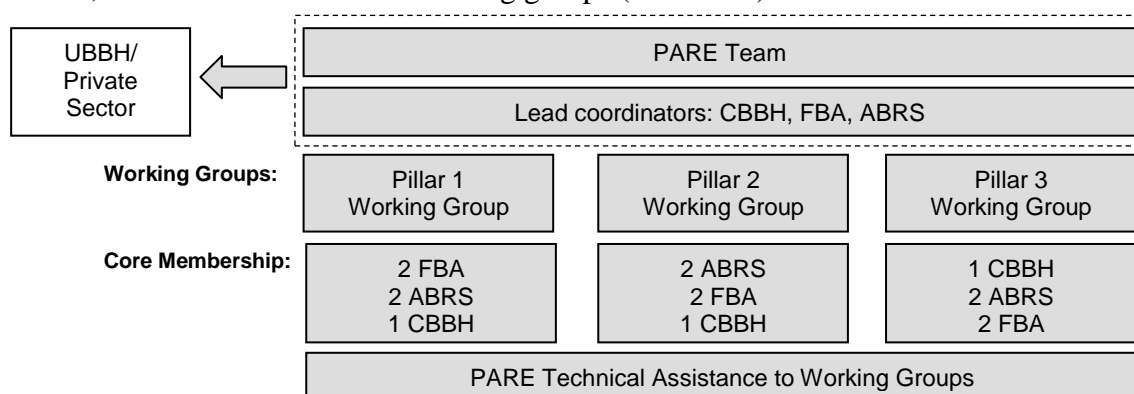 UBBH/
Private
Sector
PARE Team
Lead coordinators: CBBH, FBA, ABRS
Working Groups:
Pillar 1
Working Group
Pillar 2
Working Group
Pillar 3
Working Group
Core Membership:
2 FBA
2 ABRS
1 CBBH
2 ABRS
2 FBA
1 CBBH
1 CBBH
2 ABRS
2 FBA
PARE Technical Assistance to Working Groups